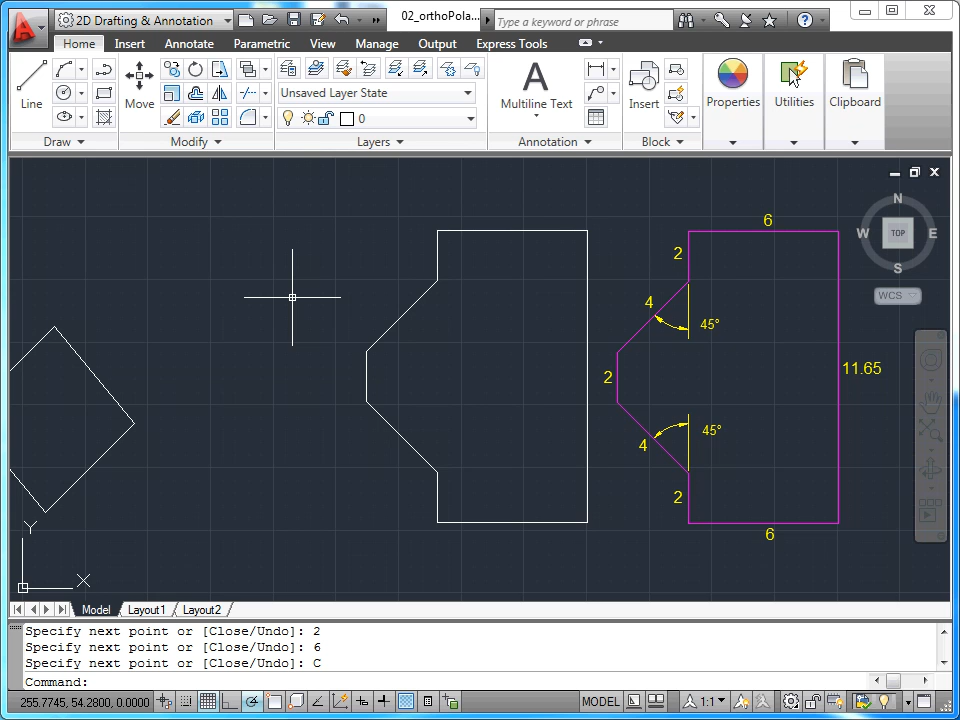 2D Drafting & Annotation
02_orthoPola...
Type a keyword or phrase
Home Insert Annotate Parametric View Manage Output Express Tools
Line
Move
Unsaved Layer State
0
Multiline Text
Insert
Properties
Utilities
Clipboard
Draw
Modify
Layers
Annotation
Block
N
W
TOP
E
S
WCS
6
2
4
45°
2
11.65
45°
4
2
6
Y
X
Model Layout1 Layout2
Specify next point or [Close/Undo]: 2
Specify next point or [Close/Undo]: 6
Specify next point or [Close/Undo]: C
Command:
255.7745, 54.2800, 0.0000
MODEL
1:1